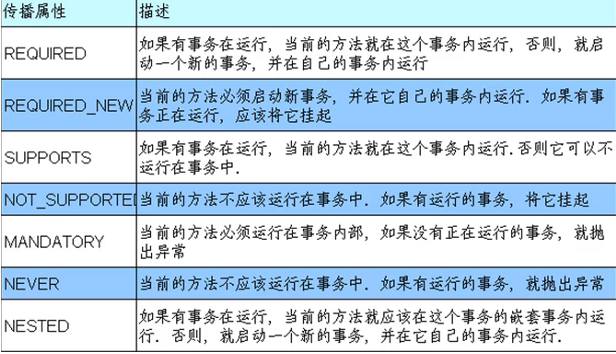 传播属性 描述
REQUIRED
如果有事务在运行，当前的方法就在这个事务内运行，否则，就启
动一个新的事务，并在自己的事务内运行
REQUIRED_NEW
当前的方法必须启动新事务，并在它自己的事务内运行．如果有事
务正在运行，应该将它挂起
SUPPORTS
如果有事务在运行，当前的方法就在这个事务内运行．否则它可以不
运行在事务中．
NOT_SUPPORTED
当前的方法不应该运行在事务中．如果有运行的事务，将它挂起
MANDATORY
当前的方法必须运行在事务内部，如果没有正在运行的事务，就抛
出异常
NEVER
当前的方法不应该运行在事务中．如果有运行的事务，就抛出异常
NESTED
如果有事务在运行，当前的方法就应该在这个事务的嵌套事务内运
行．否则，就启动一个新的事务，并在它自己的事务内运行．